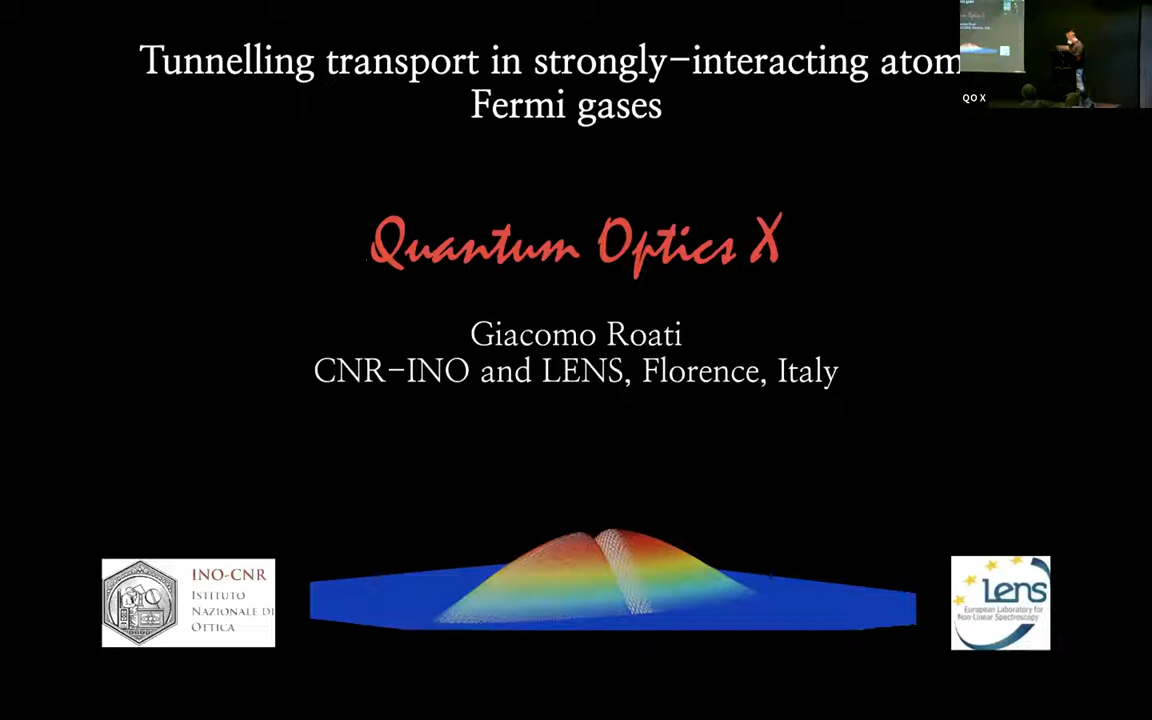 Tunnelling transport in strongly-interacting atom
Fermi gases
QO X
Quantum Optics X
Giacomo Roati
CNR-INO and LENS, Florence, Italy
INO-CNR
ISTITUTO
NAZIONALE DI
OTTICA
Lens
European Laboratory for
Non-Linear Spectroscopy